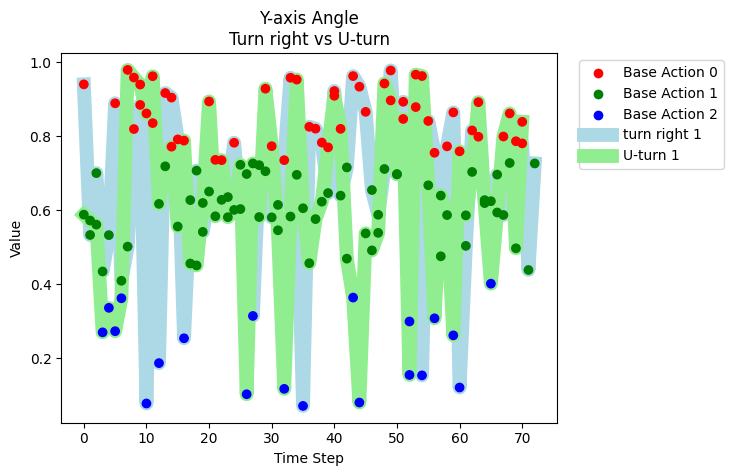 Y-axis Angle
Turn right vs U-turn
1.0
0.8
0.6
0.4
0.2
Value
0 10 20 30 40 50 60 70
Time Step
Base Action 0
Base Action 1
Base Action 2
turn right 1
U-turn 1